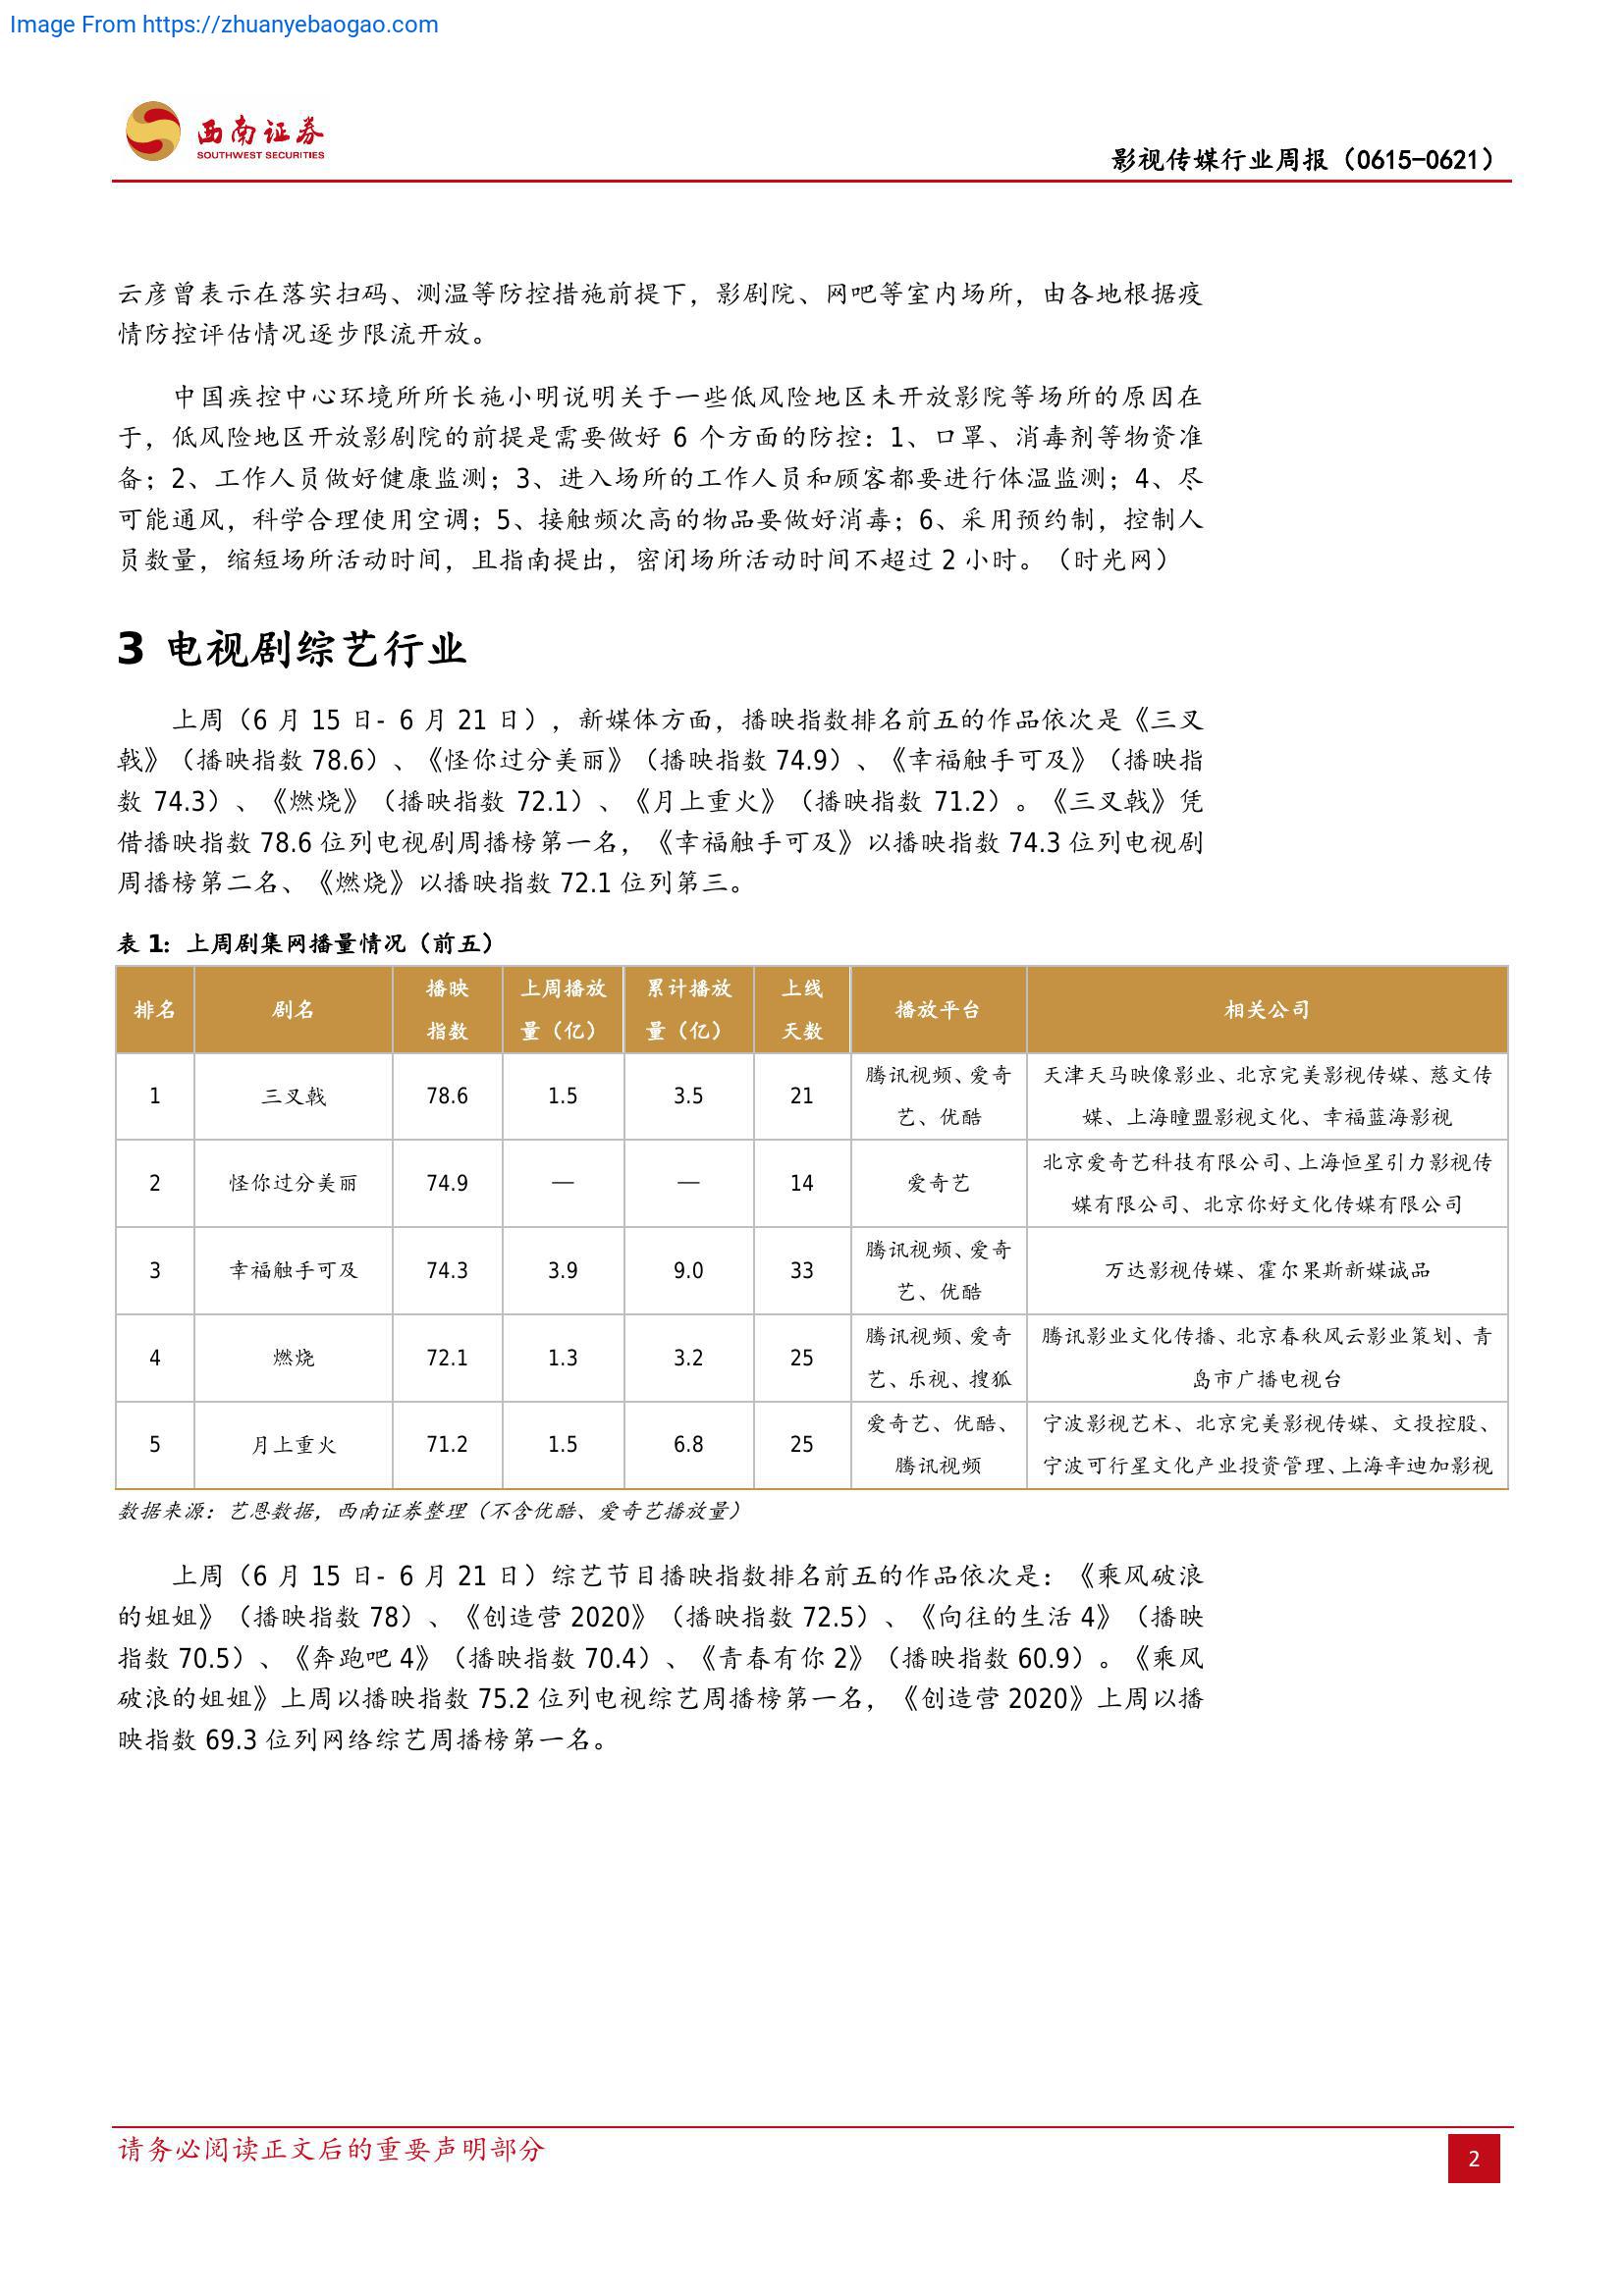 Image From https://zhuanyebaogao.com
西南证券
SOUTHWEST SECURITIES
影视传媒行业周报（0615-0621）
云彦曾表示在落实扫码、测温等防控措施前提下，影剧院、网吧等室内场所，由各地根据疫
情防控评估情况逐步限流开放。
中国疾控中心环境所所长施小明说明关于一些低风险地区未开放影院等场所的原因在
于，低风险地区开放影剧院的前提是需要做好 6 个方面的防控：1、口罩、消毒剂等物资准
备；2、工作人员做好健康监测；3、进入场所的工作人员和顾客都要进行体温监测；4、尽
可能通风，科学合理使用空调；5、接触频次高的物品要做好消毒；6、采用预约制，控制人
员数量，缩短场所活动时间，且指南提出，密闭场所活动时间不超过 2 小时。（时光网）
3 电视剧综艺行业
上周（6 月 15 日- 6 月 21 日），新媒体方面，播映指数排名前五的作品依次是《三叉
戟》（播映指数 78.6）、《怪你过分美丽》（播映指数 74.9）、《幸福触手可及》（播映指
数 74.3）、《燃烧》（播映指数 72.1）、《月上重火》（播映指数 71.2）。《三叉戟》凭
借播映指数 78.6 位列电视剧周播榜第一名，《幸福触手可及》以播映指数 74.3 位列电视剧
周播榜第二名、《燃烧》以播映指数 72.1 位列第三。
表 1：上周剧集网播量情况（前五）
排名 剧名 播映 上周播放 累计播放 上线 播放平台 相关公司
指数 量（亿） 量（亿） 天数
1 三叉戟 78.6 1.5 3.5 21 腾讯视频、爱奇 天津天马映像影业、北京完美影视传媒、慈文传
艺、优酷 媒、上海瞳盟影视文化、幸福蓝海影视
2 怪你过分美丽 74.9 — — 14 爱奇艺 北京爱奇艺科技有限公司、上海恒星引力影视传
媒有限公司、北京你好文化传媒有限公司
3 幸福触手可及 74.3 3.9 9.0 33 腾讯视频、爱奇 万达影视传媒、霍尔果斯新媒诚品
艺、优酷
4 燃烧 72.1 1.3 3.2 25 腾讯视频、爱奇 腾讯影业文化传播、北京春秋风云影业策划、青
艺、乐视、搜狐 岛市广播电视台
5 月上重火 71.2 1.5 6.8 25 爱奇艺、优酷、 宁波影视艺术、北京完美影视传媒、文投控股、
腾讯视频 宁波可行星文化产业投资管理、上海辛迪加影视
数据来源：艺恩数据，西南证券整理（不含优酷、爱奇艺播放量）
上周（6 月 15 日- 6 月 21 日）综艺节目播映指数排名前五的作品依次是：《乘风破浪
的姐姐》（播映指数 78）、《创造营 2020》（播映指数 72.5）、《向往的生活 4》（播映
指数 70.5）、《奔跑吧 4》（播映指数 70.4）、《青春有你 2》（播映指数 60.9）。《乘风
破浪的姐姐》上周以播映指数 75.2 位列电视综艺周播榜第一名，《创造营 2020》上周以播
映指数 69.3 位列网络综艺周播榜第一名。
请务必阅读正文后的重要声明部分
2